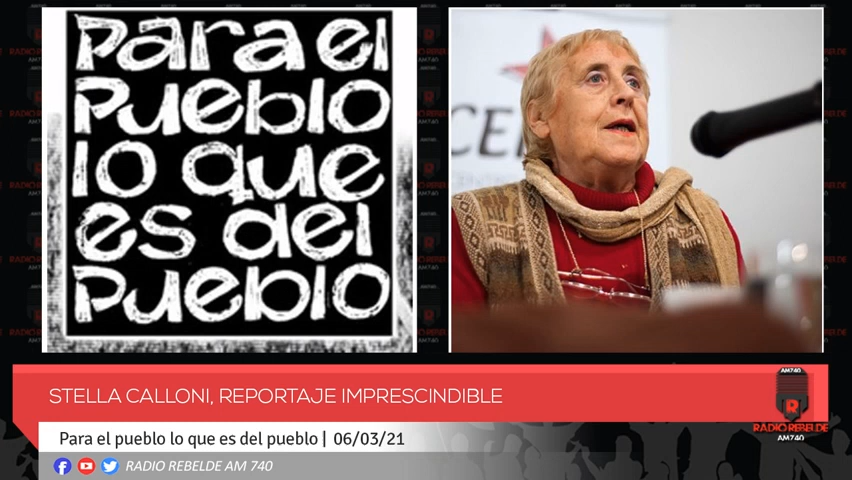 Para el
Pueblo
lo que
es del
Pueblo
CE
STELLA CALLONI, REPORTAJE IMPRESCINDIBLE
Para el pueblo lo que es del pueblo | 06/03/21
RADIO REBELDE AM 740
AM740
R
RADIO REBELDE
AM740